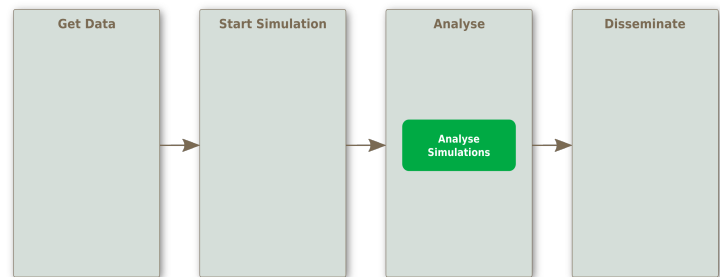 Get Data
Start Simulation
Analyse
Disseminate
Analyse
Simulations